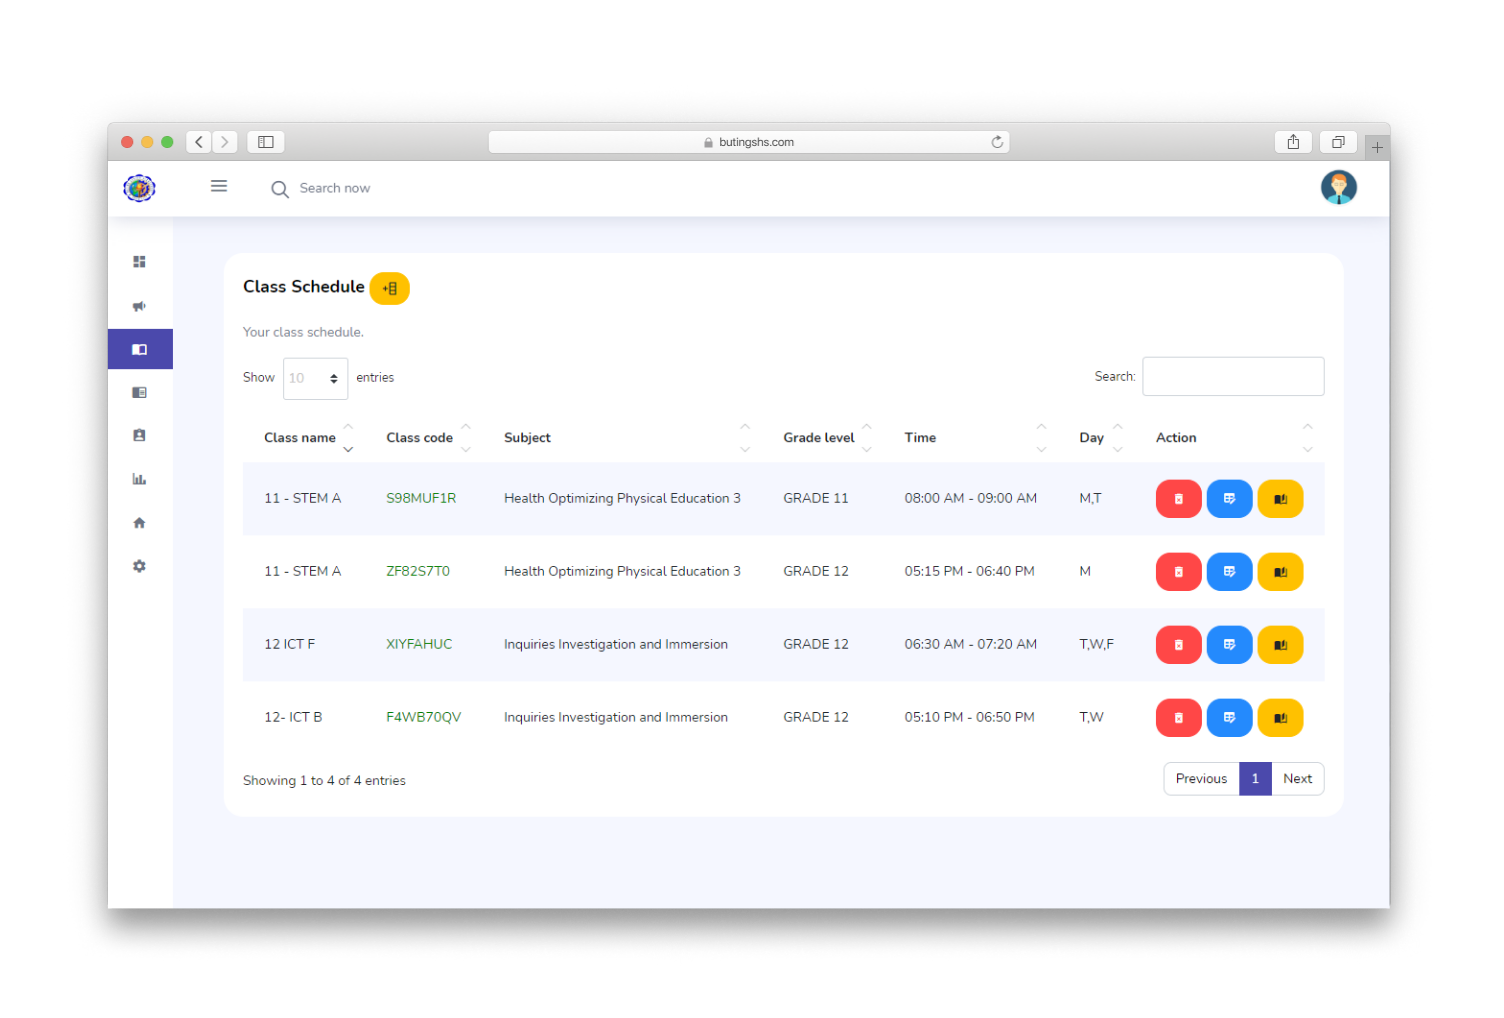 butingshs.com
Search now
Class Schedule
Your class schedule.
Show 10 entries
Search:
Class name Class code Subject Grade level Time Day Action
11 - STEM A S98MUF1R Health Optimizing Physical Education 3 GRADE 11 08:00 AM - 09:00 AM M,T
11 - STEM A ZF82S7T0 Health Optimizing Physical Education 3 GRADE 12 05:15 PM - 06:40 PM M
12 ICT F XIYFAHUC Inquiries Investigation and Immersion GRADE 12 06:30 AM - 07:20 AM T,W,F
12- ICT B F4WB70QV Inquiries Investigation and Immersion GRADE 12 05:10 PM - 06:50 PM T,W
Showing 1 to 4 of 4 entries
Previous 1 Next